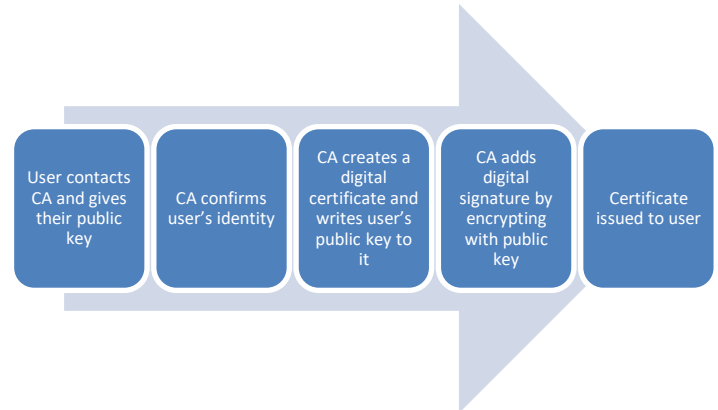 User contacts
CA and gives
their public
key
CA confirms
user's identity
CA creates a
digital
certificate and
writes user's
public key to
it
CA adds
digital
signature by
encrypting
with public
key
Certificate
issued to user